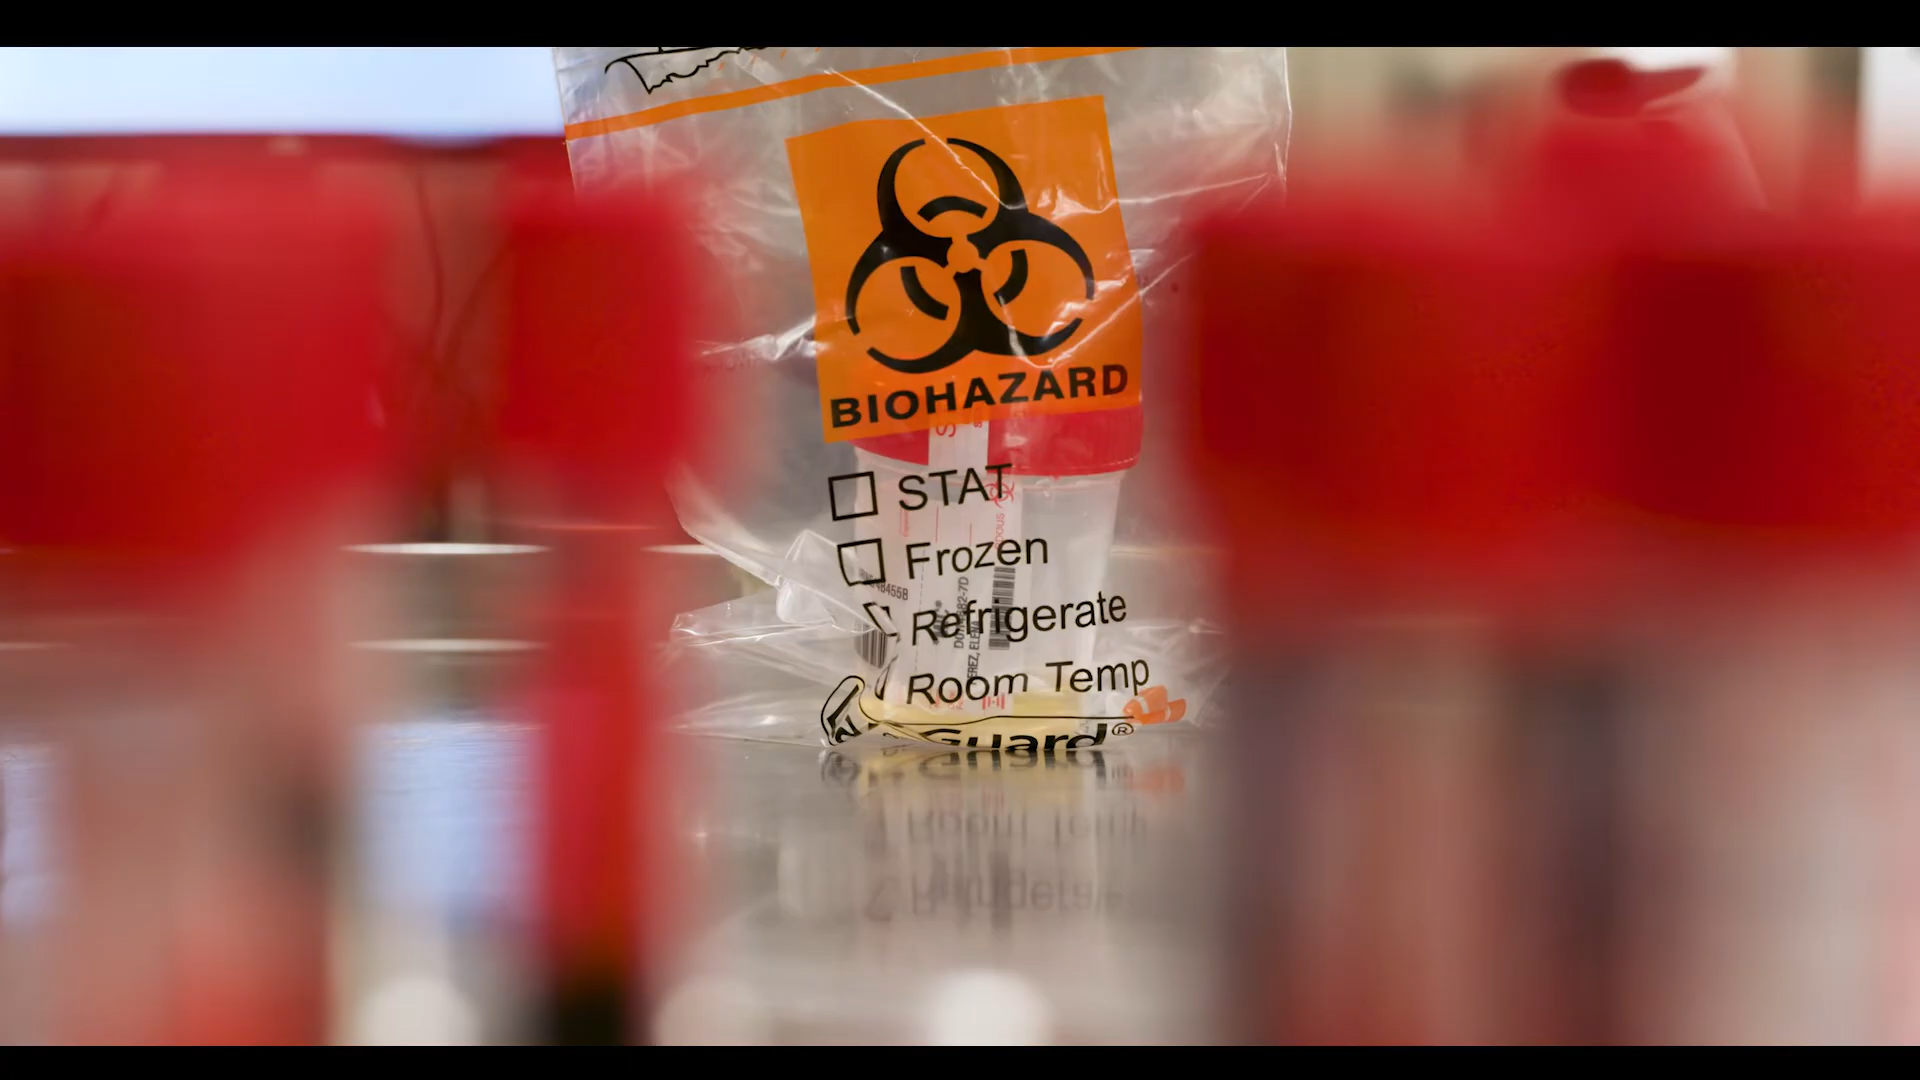 BIOHAZARD
STAT
Frozen
Refrigerate
Room Temp
Guard®